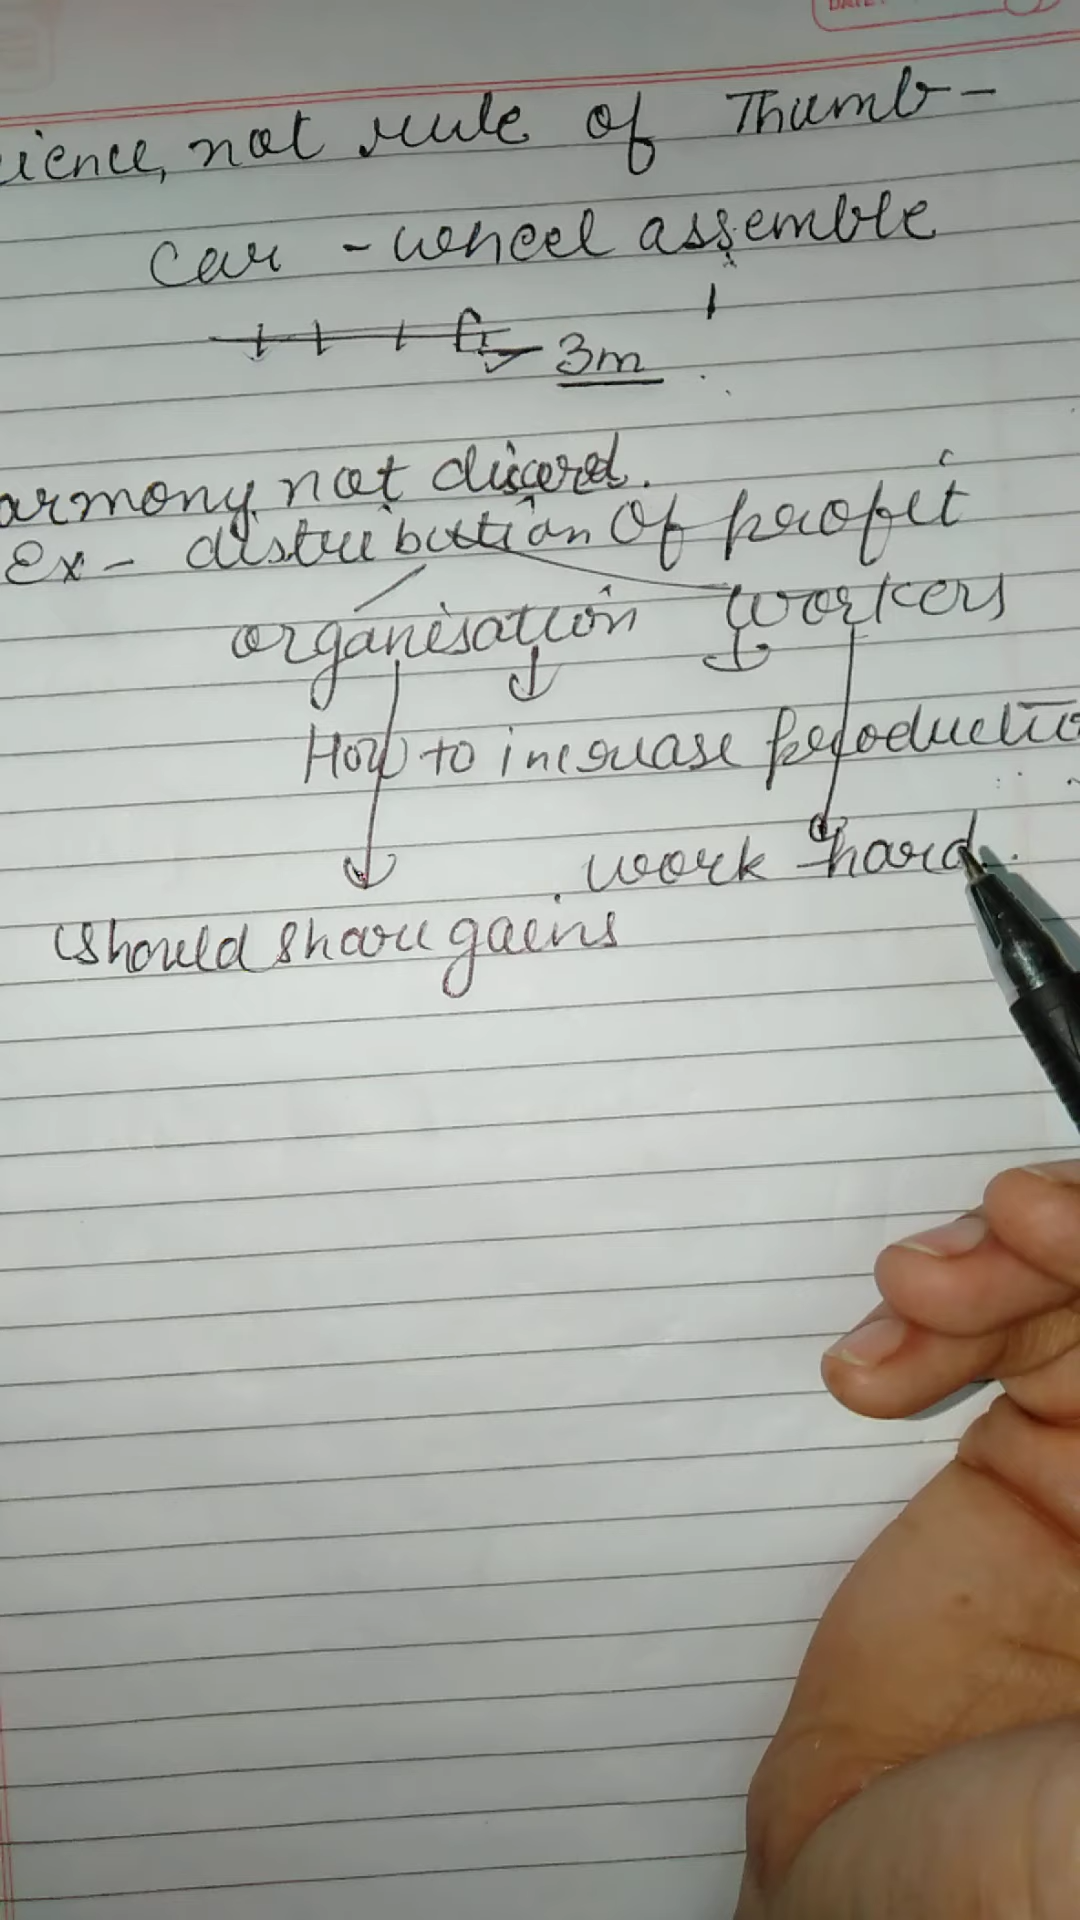 DATE
ience, not rule of Thumb-
Car - wheel assemble
3m
armony, not discord.
Ex - distribution Of profit
organisation workers
How to increase productio
work hard.
should share gains